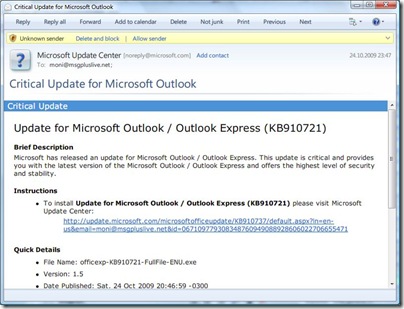 Critical Update for Microsoft Outlook
Reply Reply all Forward Add to calendar Delete Not junk Print Previous Next
Unknown sender Delete and block | Allow sender
Microsoft Update Center [noreply@microsoft.com] Add contact 24.10.2009 23:47
To: moni@msgpluslive.net;
Critical Update for Microsoft Outlook
Critical Update
Update for Microsoft Outlook / Outlook Express (KB910721)
Brief Description
Microsoft has released an update for Microsoft Outlook / Outlook Express. This update is critical and provides
you with the latest version of the Microsoft Outlook / Outlook Express and offers the highest level of security
and stability.
Instructions
• To install Update for Microsoft Outlook / Outlook Express (KB910721) please visit Microsoft
Update Center:
http://update.microsoft.com/microsoftofficeupdate/KB910737/default.aspx?ln=en-
us&email=moni@msgpluslive.net&id=
Quick Details
• File Name: officexp-KB910721-FullFile-ENU.exe
• Version: 1.5
• Date Published: Sat, 24 Oct 2009 20:46:59 -0300